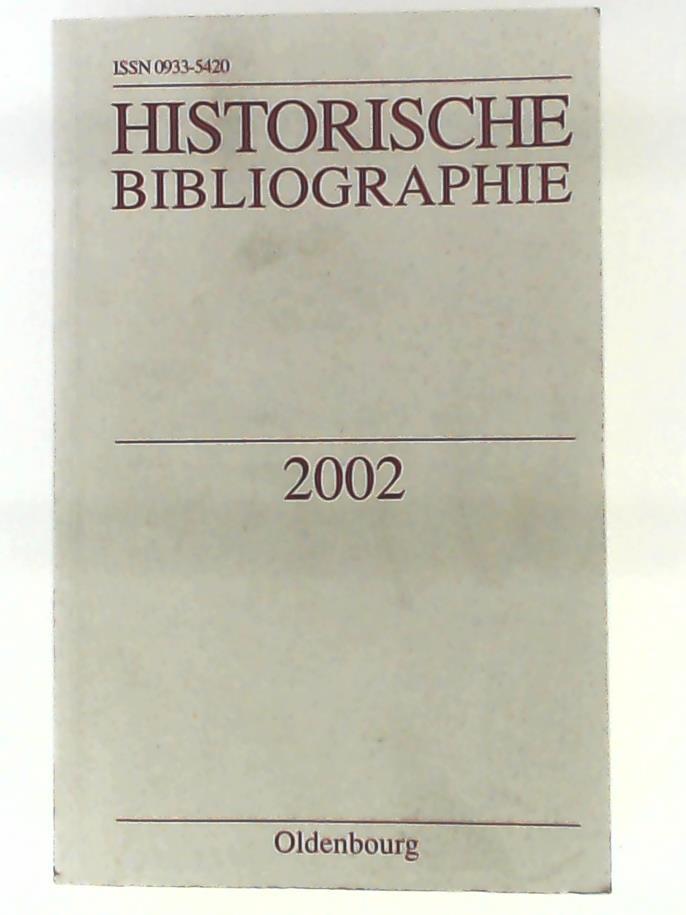 ISSN 0933-5420
HISTORISCHE
BIBLIOGRAPHIE
2002
Oldenbourg